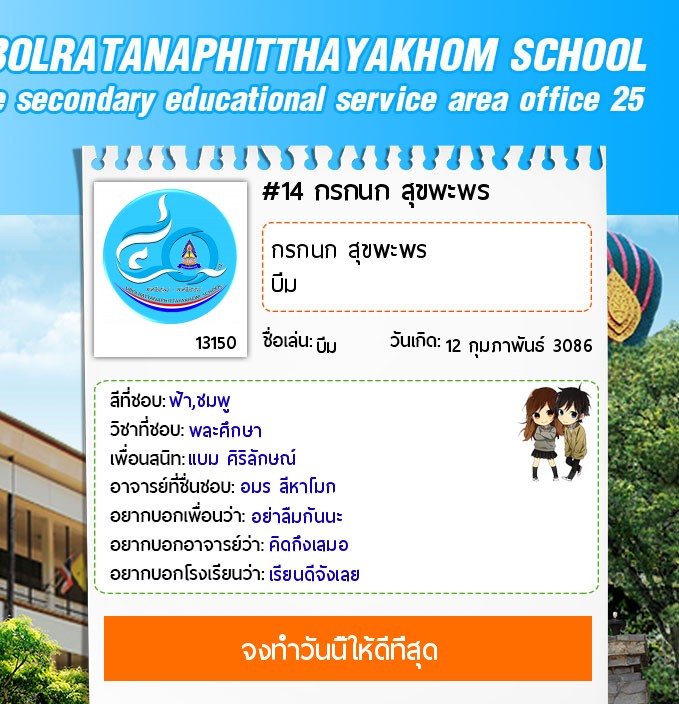 BOLRATANAPHITTHAYAKHOM SCHOOL
secondary educational service area office 25
#14 กรกนก สุขพะพร
กรกนก สุขพะพร
บีม
13150
ชื่อเล่น: บีม วันเกิด: 12 กุมภาพันธ์ 3086
สีที่ชอบ: ฟ้า,ชมพู
วิชาที่ชอบ: พละศึกษา
เพื่อนสนิท: แบม ศิริลักษณ์
อาจารย์ที่ชื่นชอบ: อมร สีหาโมก
อยากบอกเพื่อนว่า: อย่าลืมกันนะ
อยากบอกอาจารย์ว่า: คิดถึงเสมอ
อยากบอกโรงเรียนว่า: เรียนดีจังเลย
จงทำวันนี้ให้ดีที่สุด